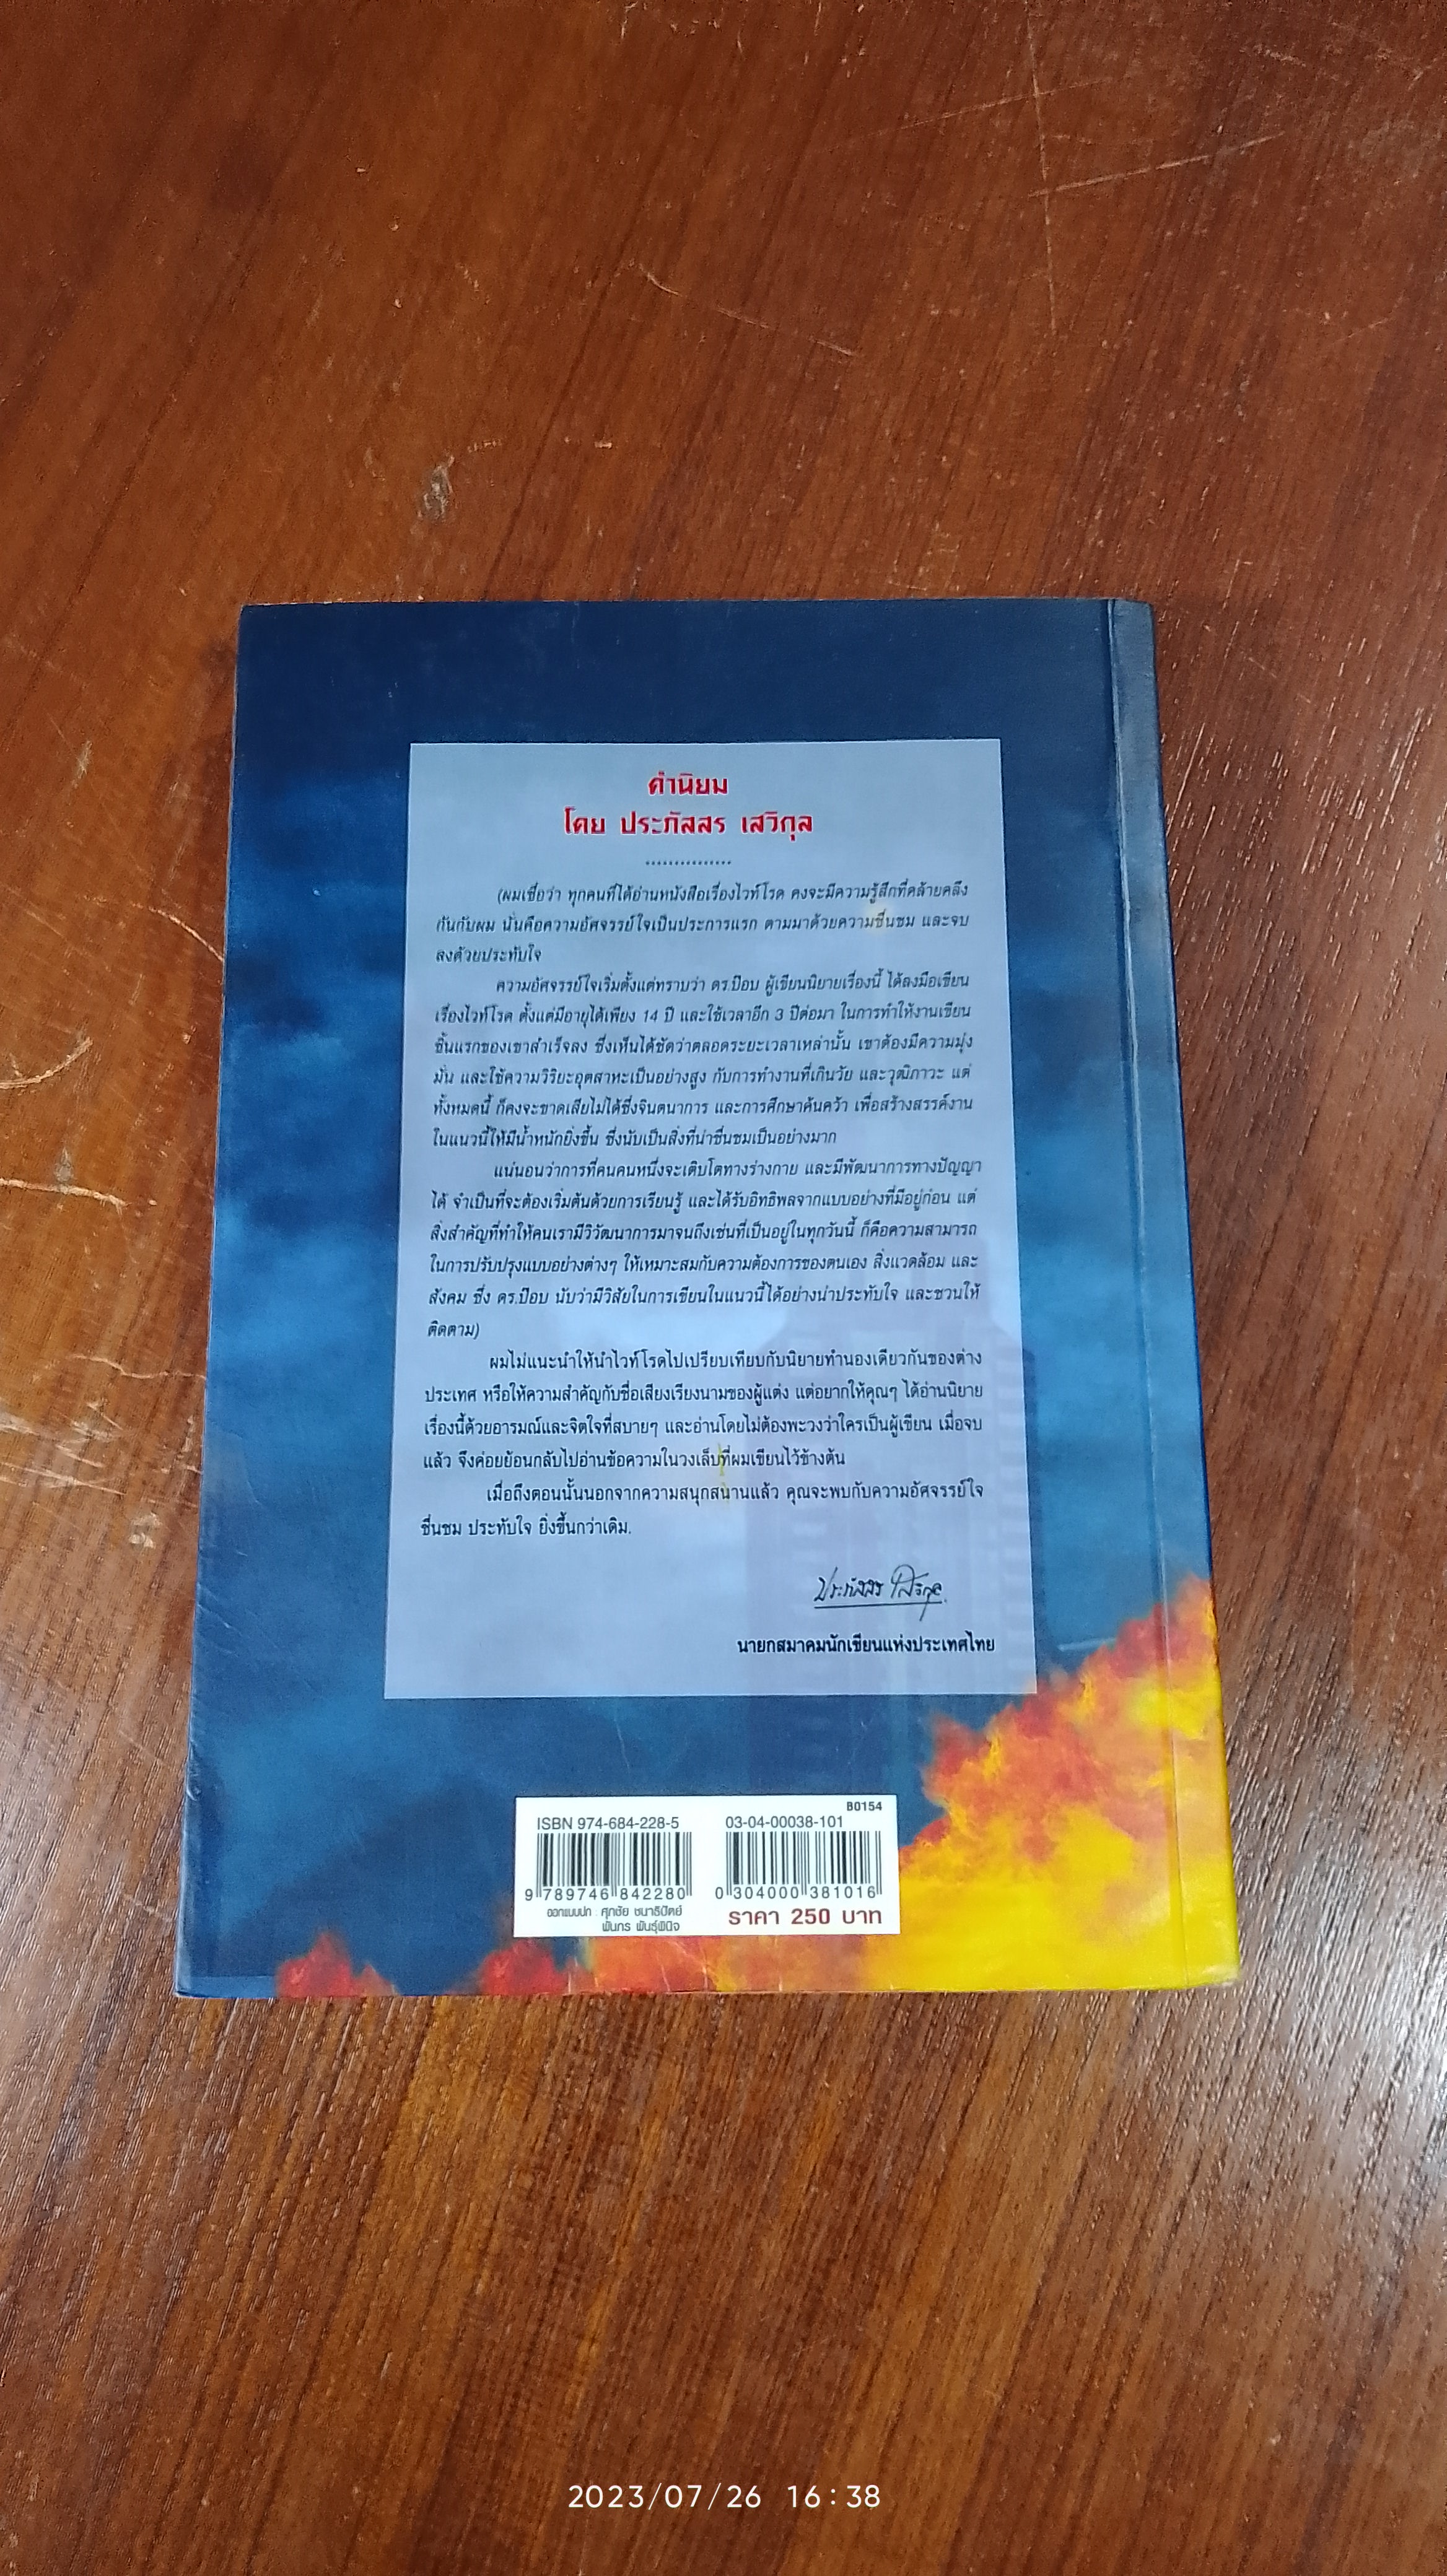 คำนิยม
โดย ประภัสสร เสวิกุล
...............
(ผมเชื่อว่า ทุกคนที่ได้อ่านหนังสือเรื่องไวท์โรด คงจะมีความรู้สึกที่คล้ายคลึง
กันกับผม นั่นคือความอัศจรรย์ใจเป็นประการแรก ตามมาด้วยความชื่นชม และจบ
ลงด้วยประทับใจ
ความอัศจรรย์ใจเริ่มตั้งแต่ทราบว่า ดร.ป๊อบ ผู้เขียนนิยายเรื่องนี้ ได้ลงมือเขียน
เรื่องไวท์โรด ตั้งแต่มีอายุได้เพียง 14 ปี และใช้เวลาอีก 3 ปีต่อมา ในการทำให้งานเขียน
ชิ้นแรกของเขาสำเร็จลง ซึ่งเห็นได้ชัดว่าตลอดระยะเวลาเหล่านั้น เขาต้องมีความมุ่ง
มั่น และใช้ความวิริยะอุตสาหะเป็นอย่างสูง กับการทำงานที่เกินวัย และวุฒิภาวะ แต่
ทั้งหมดนี้ ก็คงจะขาดเสียไม่ได้ซึ่งจินตนาการ และการศึกษาค้นคว้า เพื่อสร้างสรรค์งาน
ในแนวนี้ให้มีน้ำหนักยิ่งขึ้น ซึ่งนับเป็นสิ่งที่น่าชื่นชมเป็นอย่างมาก
แน่นอนว่าการที่คนคนหนึ่งจะเติบโตทางร่างกาย และมีพัฒนาการทางปัญญา
ได้ จำเป็นที่จะต้องเริ่มต้นด้วยการเรียนรู้ และได้รับอิทธิพลจากแบบอย่างที่มีอยู่ก่อน แต่
สิ่งสำคัญที่ทำให้คนเรามีวิวัฒนาการมาจนถึงเช่นที่เป็นอยู่ในทุกวันนี้ ก็คือความสามารถ
ในการปรับปรุงแบบอย่างต่างๆ ให้เหมาะสมกับความต้องการของตนเอง สิ่งแวดล้อม และ
สังคม ซึ่ง ดร.ป๊อบ นับว่ามีวิสัยในการเขียนในแนวนี้ได้อย่างน่าประทับใจ และชวนให้
ติดตาม)
ผมไม่แนะนำให้นำไวท์โรดไปเปรียบเทียบกับนิยายทำนองเดียวกันของต่าง
ประเทศ หรือให้ความสำคัญกับชื่อเสียงเรียงนามของผู้แต่ง แต่อยากให้คุณๆ ได้อ่านนิยาย
เรื่องนี้ด้วยอารมณ์และจิตใจที่สบายๆ และอ่านโดยไม่ต้องพะวงว่าใครเป็นผู้เขียน เมื่อจบ
แล้ว จึงค่อยย้อนกลับไปอ่านข้อความในวงเล็บที่ผมเขียนไว้ข้างต้น
เมื่อถึงตอนนั้นนอกจากความสนุกสนานแล้ว คุณจะพบกับความอัศจรรย์ใจ
ชื่นชม ประทับใจ ยิ่งขึ้นกว่าเดิม.
ประภัสสร เสวิกุล
นายกสมาคมนักเขียนแห่งประเทศไทย
B0154
ISBN 974-684-228-5 03-04-00038-101
9 789746 842280 0 304000 381016
ออกแบบปก : ศุภชัย ชนาธิปัตย์
พันกร พันธุ์พินิจ
ราคา 250 บาท
2023/07/26 16:38